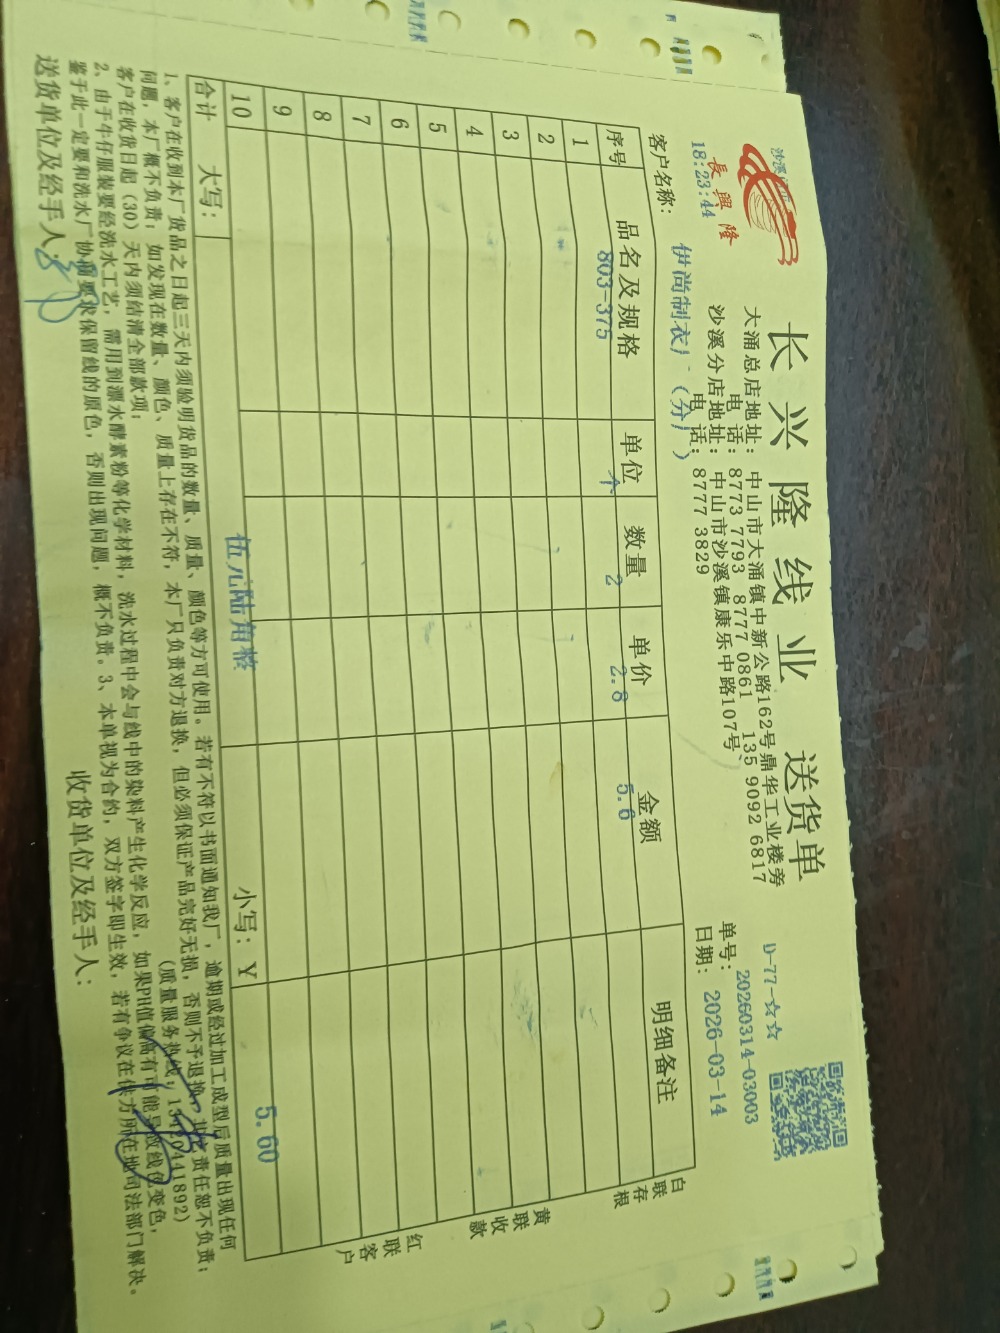 沙溪
長興隆
18:23:44
长兴隆线业 送货单
大涌总店地址: 中山市大涌镇中新公路162号鼎华工业楼旁
电 话: 8773 7793 8777 0861 135 9092 6817
沙溪分店地址: 中山市沙溪镇康乐中路107号
电 话: 8777 3829
D-77-☆☆
单号: 20260314-03003
日期: 2026-03-14
客户名称: 伊尚制衣厂(分厂)
序号 品名及规格 单位 数量 单价 金额 明细备注
1 803-375 个 2 2.8 5.6
2
3
4
5
6
7
8
9
10
合计 大写: 伍元陆角整 小写: Y 5.60
白联存根
黄联收款
红联客户
1、客户在收到本厂货品之日起三天内须验明货品的数量、质量、颜色等方可使用。若有不符以书面通知我厂, 逾期或经过加工成型后质量出现任何
问题, 本厂概不负责; 如发现在数量、颜色、质量上存在不符, 本厂只负责对方退换, 但必须保证产品完好无损, 否则不予退换, 其它责任恕不负责;
客户在收货日起 (30) 天内须结清全部款项; (质量服务热线:
2、由于牛仔服装要经洗水工艺, 需用到漂水酵素粉等化学材料, 洗水过程中会与线中的染料产生化学反应, 如果PH值偏高有可能导致线色变色,
鉴于此一定要和洗水厂协调要求保留线的原色, 否则出现问题, 概不负责。3、本单视为合约, 双方签字即生效, 若有争议在供方所在地司法部门解决。
送货单位及经手人: 收货单位及经手人: